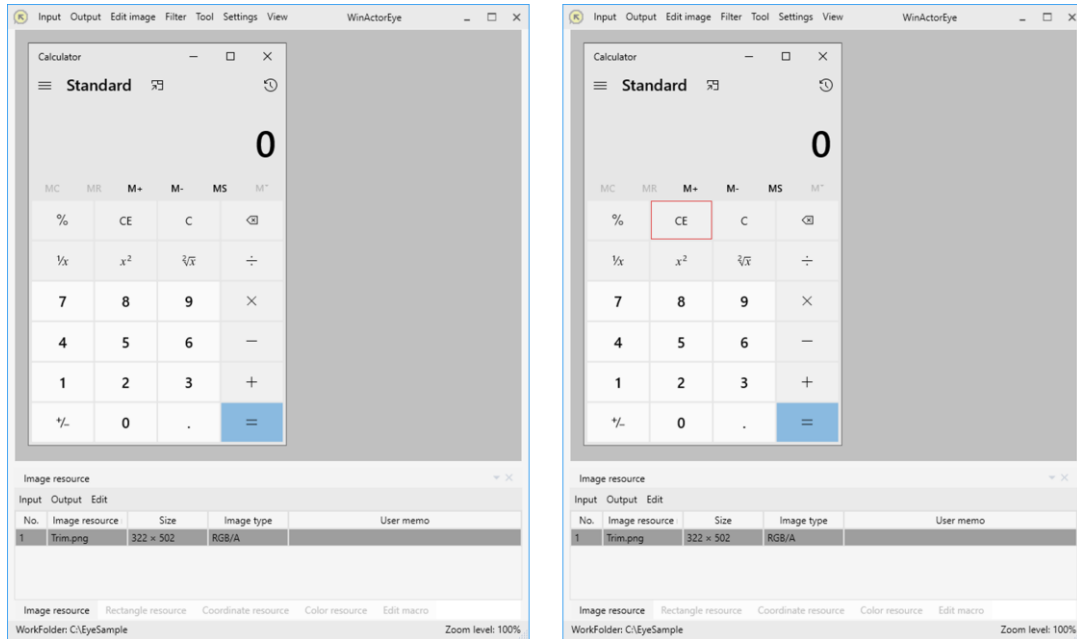 Input Output Edit image Filter Tool Settings View WinActorEye
Calculator
Standard
0
MC MR M+ M- MS M˅
% CE C
¹/x x² ²√x ÷
7 8 9 ×
4 5 6 −
1 2 3 +
+/− 0 . =
Image resource
Input Output Edit
No. Image resource Size Image type User memo
1 Trim.png 322 × 502 RGB/A
Image resource Rectangle resource Coordinate resource Color resource Edit macro
WorkFolder: C:\EyeSample Zoom level: 100%
Input Output Edit image Filter Tool Settings View WinActorEye
Calculator
Standard
0
MC MR M+ M- MS M˅
% CE C
¹/x x² ²√x ÷
7 8 9 ×
4 5 6 −
1 2 3 +
+/− 0 . =
Image resource
Input Output Edit
No. Image resource Size Image type User memo
1 Trim.png 322 × 502 RGB/A
Image resource Rectangle resource Coordinate resource Color resource Edit macro
WorkFolder: C:\EyeSample Zoom level: 100%